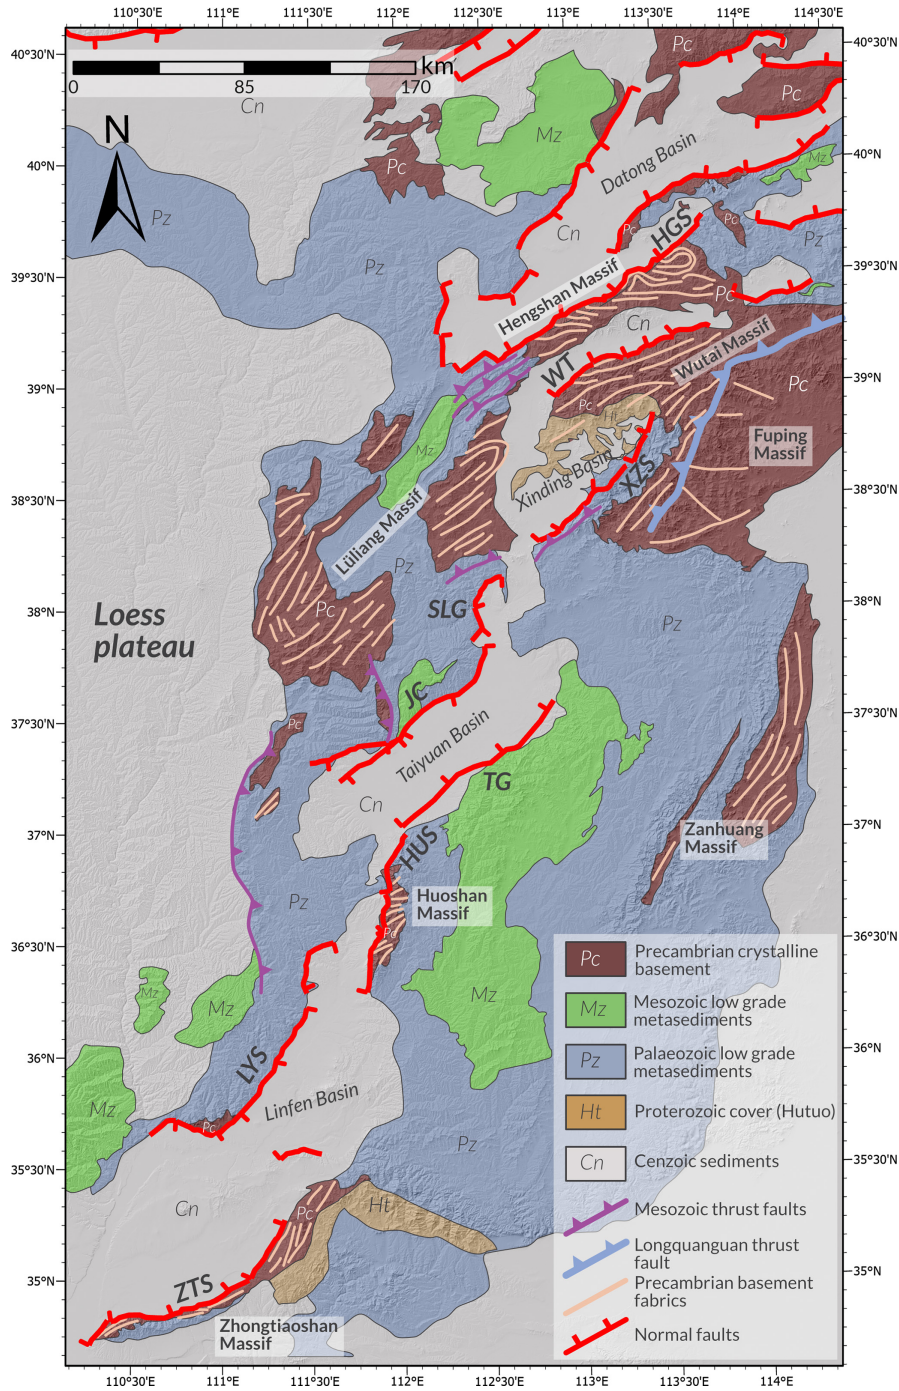 110°30'E 111°E 111°30'E 112°E 112°30'E 113°E 113°30'E 114°E 114°30'E
40°30'N
40°30'N
Pc
km
0 85 170
Pc
Cn
N
Mz
Datong Basin
40°N
40°N
Pc
Mz
Pz
Pc
HGS
Pc
Cn
Pz
Pz
39°30'N
39°30'N
Hengshan Massif
Pc
Cn
Wutai Massif
39°N
39°N
WT
Pc
Pc
Ht
Fuping
Massif
Mz
Xinding Basin
XZS
38°30'N
38°30'N
Lüliang Massif
Pz
Loess
plateau
Pc
SLG
Pz
38°N
38°N
JC
Pc
37°30'N
37°30'N
Taiyuan Basin
TG
Cn
37°N
37°N
HUS
Zanhuang
Massif
Pz
Huoshan
Massif
Pc
36°30'N
36°30'N
Mz
Mz
Mz
36°N
36°N
LYS
Mz
Linfen Basin
Pc
Pz
35°30'N
35°30'N
Cn
Pc
Ht
ZTS
35°N
35°N
Zhongtiaoshan
Massif
Pc Precambrian crystalline
basement
Mz Mesozoic low grade
metasediments
Pz Palaeozoic low grade
metasediments
Ht Proterozoic cover (Hutuo)
Cn Cenzoic sediments
Mesozoic thrust faults
Longquanguan thrust
fault
Precambrian basement
fabrics
Normal faults
110°30'E 111°E 111°30'E 112°E 112°30'E 113°E 113°30'E 114°E